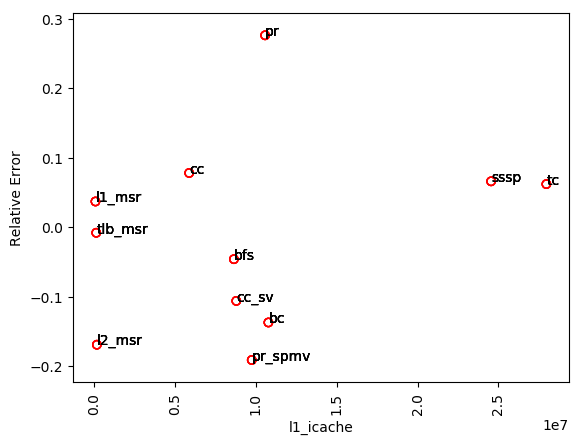 0.3
0.2
0.1
0.0
−0.1
−0.2
Relative Error
pr
cc
sssp
tc
l1_msr
tlb_msr
bfs
cc_sv
bc
l2_msr
pr_spmv
0.0
0.5
1.0
1.5
2.0
2.5
1e7
l1_icache